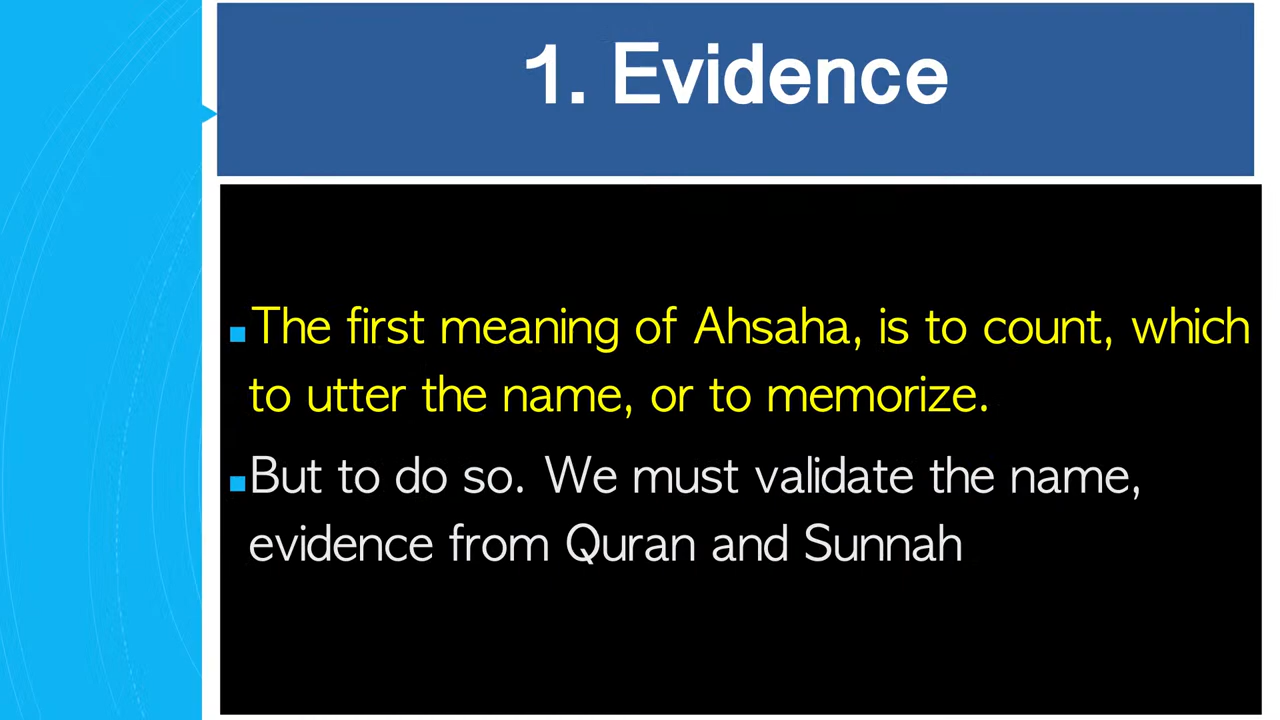 1. Evidence
The first meaning of Ahsaha, is to count, which
to utter the name, or to memorize.
But to do so. We must validate the name,
evidence from Quran and Sunnah